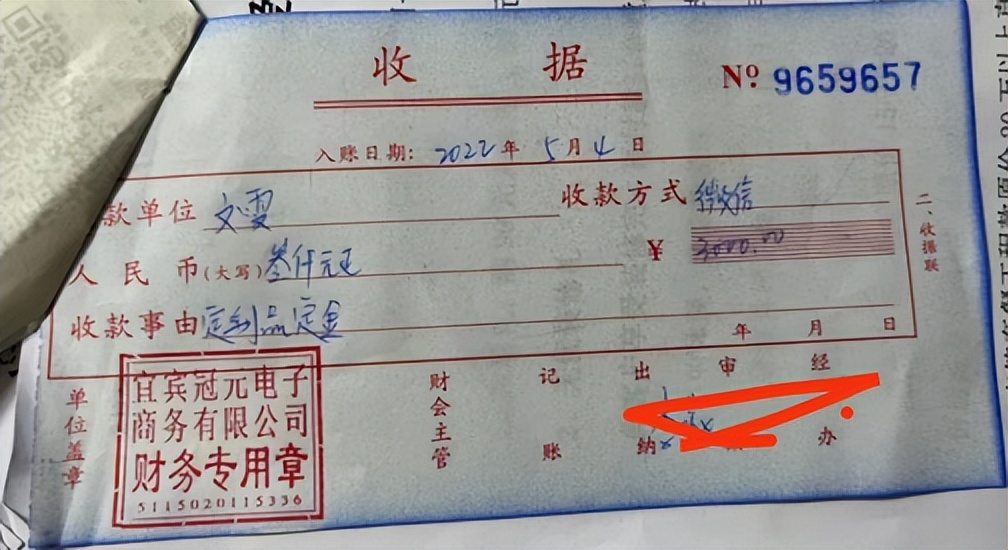 收 据
Nº 9659657
入账日期: 2022 年 5 月 4 日
款单位 文雯 收款方式 微信
人民币(大写) 叁仟元正 ¥ 3000.00
收款事由 定制品定金
年 月 日
二、收据联
单位盖章 财会主管 记账 出纳 审 经办
宜宾冠元电子
商务有限公司
财务专用章
5115020115336